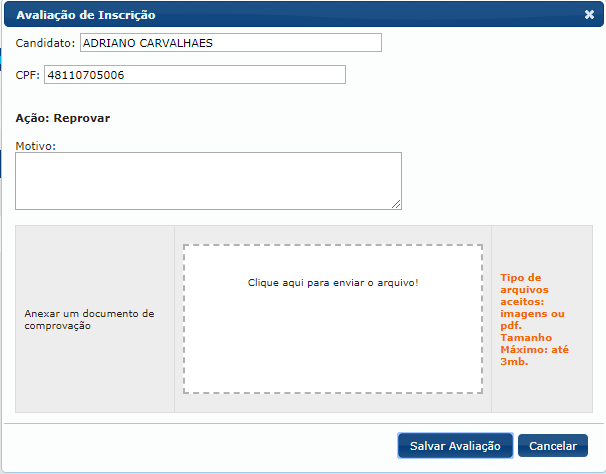 Avaliação de Inscrição
Candidato: ADRIANO CARVALHAES
CPF: 48110705006
Ação: Reprovar
Motivo:
Anexar um documento de
comprovação
Clique aqui para enviar o arquivo!
Tipo de
arquivos
aceitos:
imagens ou
pdf.
Tamanho
Máximo: até
3mb.
Salvar Avaliação
Cancelar